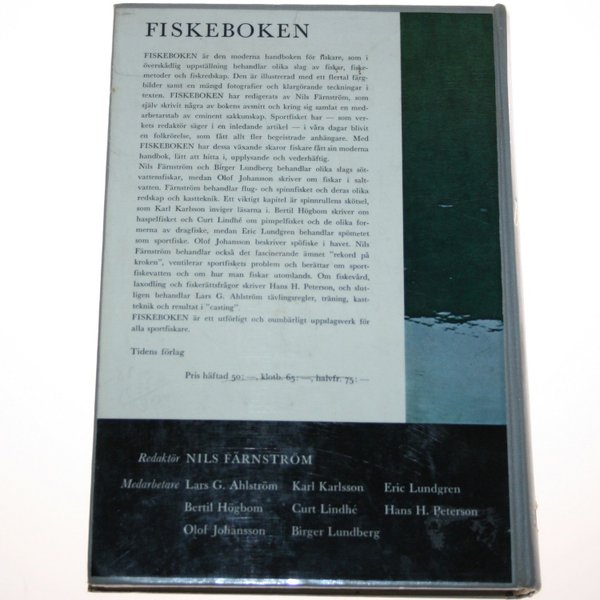 FISKEBOKEN
FISKEBOKEN är den moderna handboken för fiskare, som i
överskådlig uppställning behandlar olika slag av fiskar, fiske-
metoder och fiskredskap. Den är illustrerad med ett flertal färg-
bilder samt en mängd fotografier och klargörande teckningar i
texten. FISKEBOKEN har redigerats av Nils Färnström, som
själv skrivit några av bokens avsnitt och kring sig samlat en med-
arbetarstab av eminent sakkunskap. Sportfisket har — som ver-
kets redaktör säger i en inledande artikel — i våra dagar blivit
en folkrörelse, som fått allt fler begeistrade anhängare. Med
FISKEBOKEN har dessa växande skaror fiskare fått sin moderna
handbok, lätt att hitta i, upplysande och vederhäftig.
Nils Färnström och Birger Lundberg behandlar olika slags söt-
vattensfiskar, medan Olof Johansson skriver om fiskar i salt-
vatten. Färnström behandlar flug- och spinnfisket och deras olika
redskap och kastteknik. Ett viktigt kapitel är spinnrullens skötsel,
som Karl Karlsson inviger läsarna i. Bertil Högbom skriver om
haspelfisket och Curt Lindhé om pimpelfisket och de olika for-
merna av dragfiske, medan Eric Lundgren behandlar spömetet
som sportfiske. Olof Johansson beskriver spöfiske i havet. Nils
Färnström behandlar också det fascinerande ämnet "rekord på
kroken", ventilerar sportfiskets problem och berättar om sport-
fiskevatten och om hur man fiskar utomlands. Om fiskevård,
laxodling och fiskerättsfrågor skriver Hans H. Peterson, och slut-
ligen behandlar Lars G. Ahlström tävlingsregler, träning, kast-
teknik och resultat i "casting".
FISKEBOKEN är ett utförligt och oumbärligt uppslagsverk för
alla sportfiskare.
Tidens förlag
Pris häftad 50: —, klotb. 65: —, halvfr. 75: —
Redaktör NILS FÄRNSTRÖM
Medarbetare Lars G. Ahlström Karl Karlsson Eric Lundgren
Bertil Högbom Curt Lindhé Hans H. Peterson
Olof Johansson Birger Lundberg